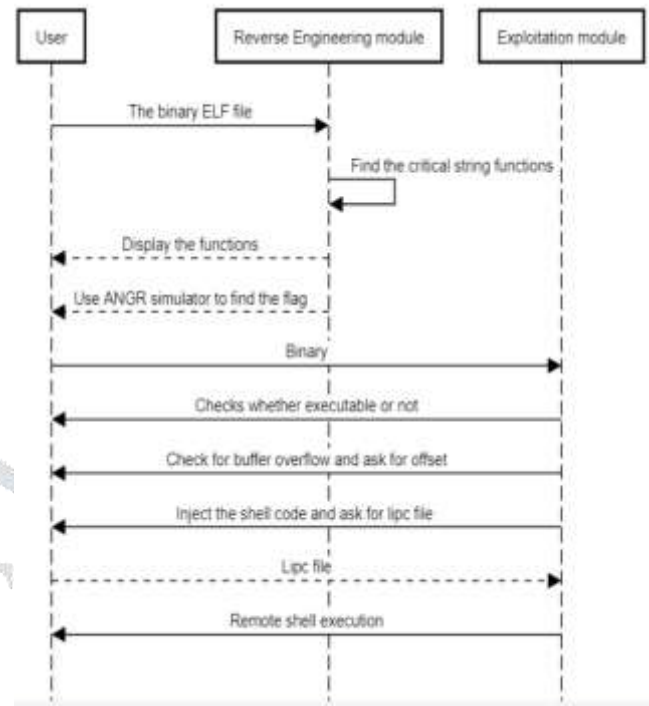 User
Reverse Engineering module
Exploitation module
The binary ELF file
Find the critical string functions
Display the functions
Use ANGR simulator to find the flag
Binary
Checks whether executable or not
Check for buffer overflow and ask for offset
Inject the shell code and ask for lipc file
Lipc file
Remote shell execution